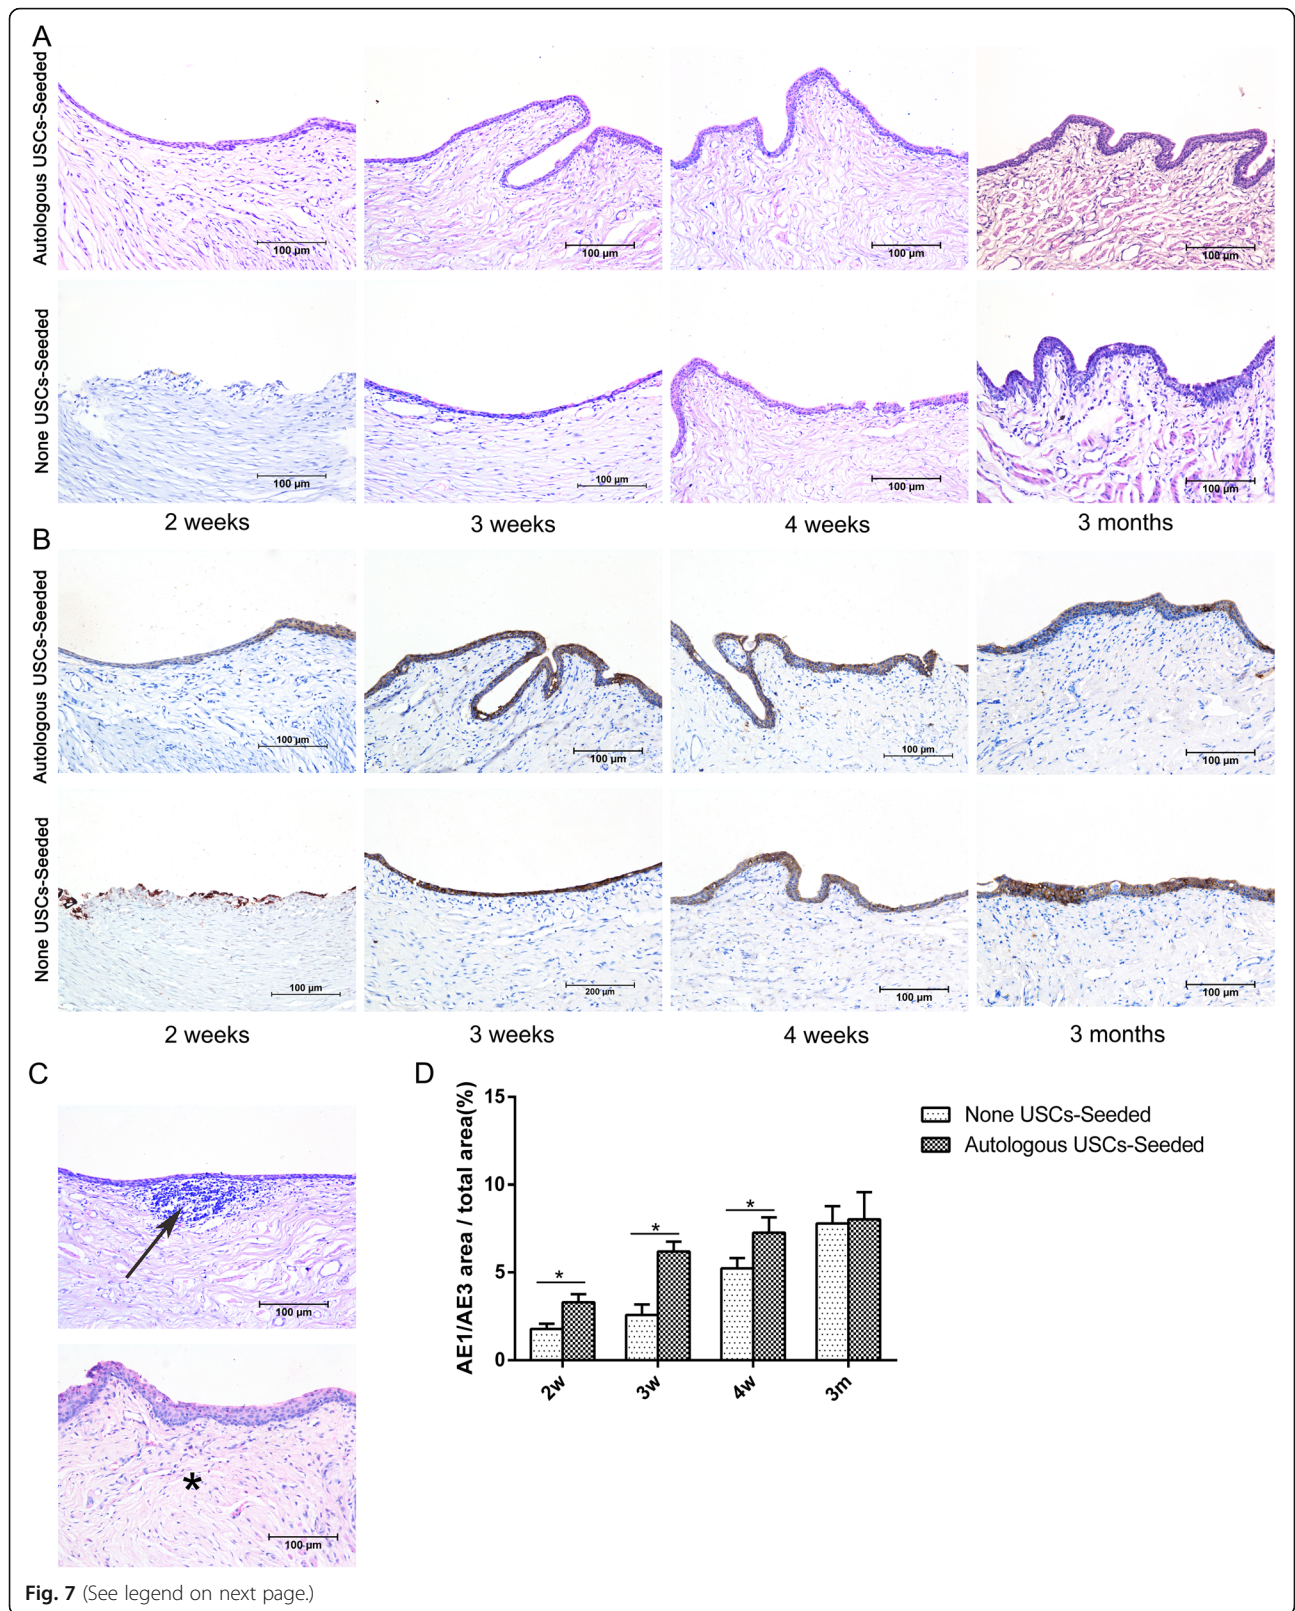 A
Autologous USCs-Seeded
100 μm
100 μm
100 μm
100 μm
None USCs-Seeded
100 μm
100 μm
100 μm
100 μm
2 weeks
3 weeks
4 weeks
3 months
B
Autologous USCs-Seeded
100 μm
100 μm
100 μm
100 μm
None USCs-Seeded
100 μm
200 μm
100 μm
100 μm
2 weeks
3 weeks
4 weeks
3 months
C
100 μm
*
100 μm
D
AE1/AE3 area / total area(%)
15
10
5
0
*
*
*
2w
3w
4w
3m
None USCs-Seeded
Autologous USCs-Seeded
Fig. 7 (See legend on next page.)